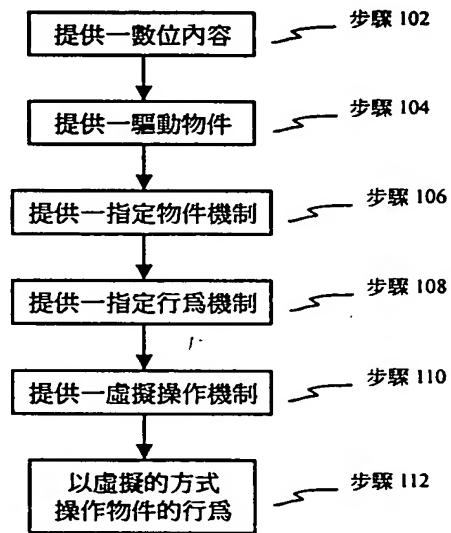 提供一數位內容
步驟 102
提供一驅動物件
步驟 104
提供一指定物件機制
步驟 106
提供一指定行為機制
步驟 108
提供一虛擬操作機制
步驟 110
以虛擬的方式
操作物件的行為
步驟 112